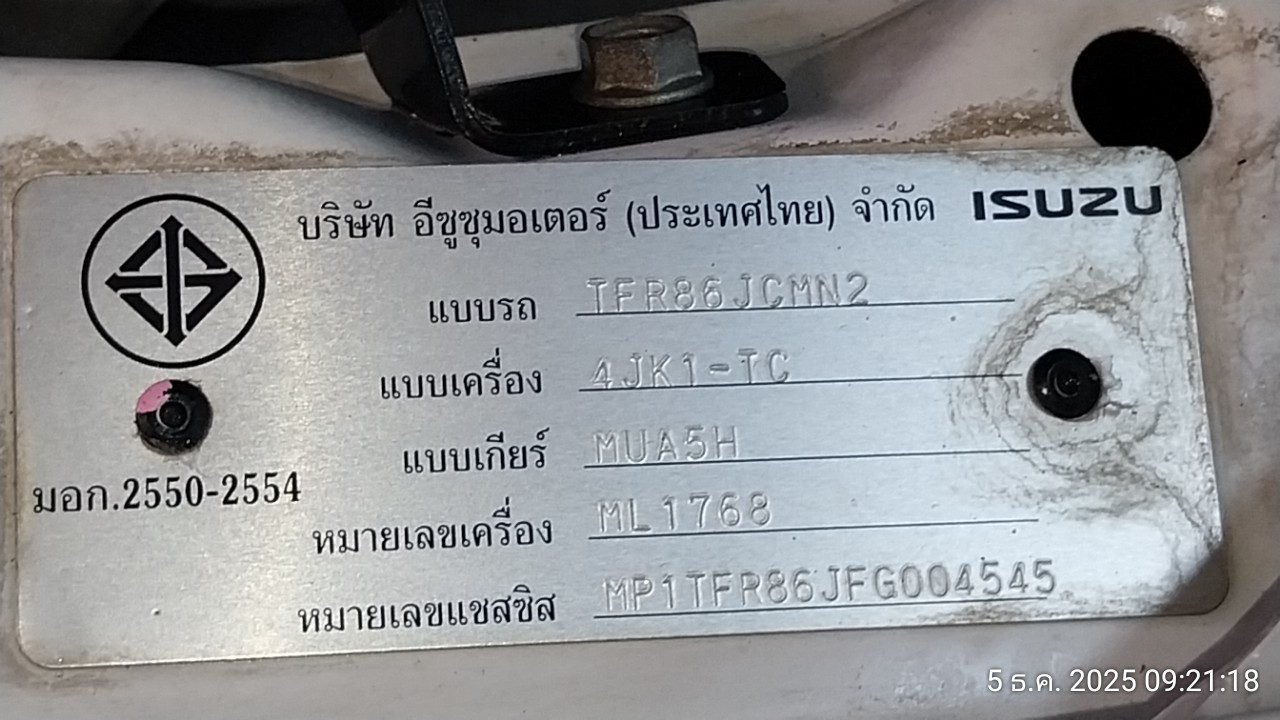 บริษัท อีซูซุมอเตอร์ (ประเทศไทย) จำกัด ISUZU
แบบรถ TFR86JCMN2
แบบเครื่อง 4JK1-TC
แบบเกียร์ MUA5H
มอก.2550-2554
หมายเลขเครื่อง ML1768
หมายเลขแชสซิส MP1TFR86JFG004545
5 ธ.ค. 2025 09:21:18